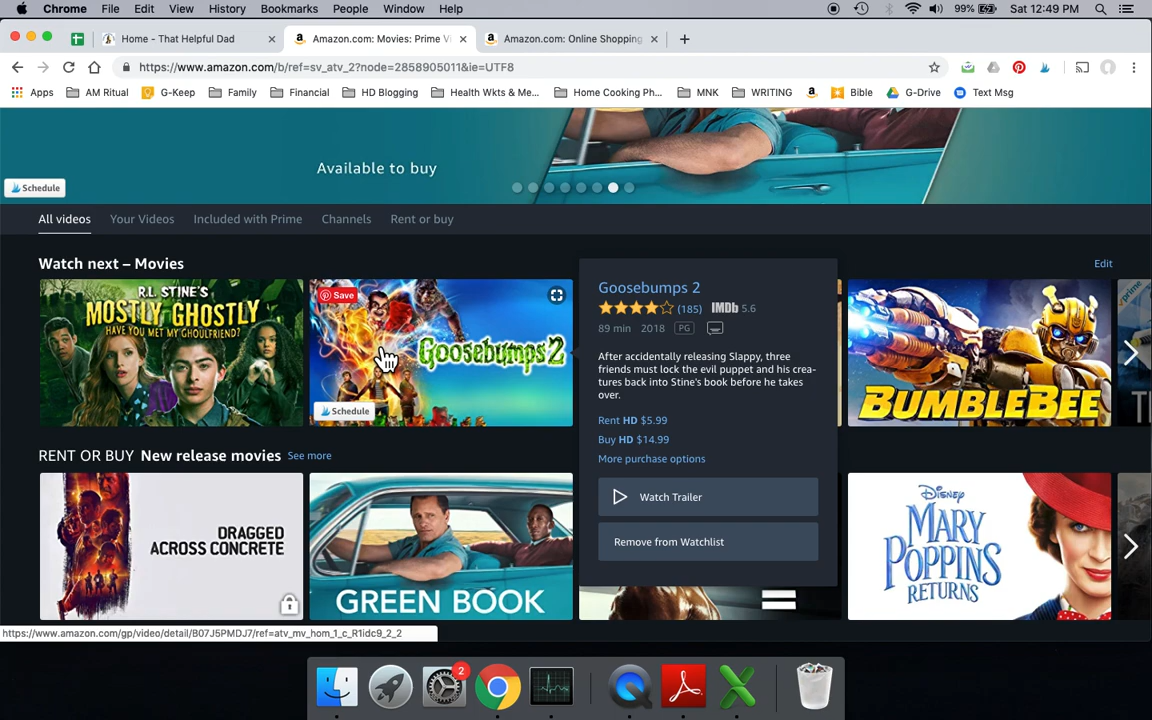 Chrome File Edit View History Bookmarks People Window Help 99% Sat 12:49 PM
Home - That Helpful Dad
Amazon.com: Movies: Prime Vi
Amazon.com: Online Shopping
https://www.amazon.com/b/ref=sv_atv_2?node=2858905011&ie=UTF8
Apps AM Ritual G-Keep Family Financial HD Blogging Health Wkts & Me... Home Cooking Ph... MNK WRITING Bible G-Drive Text Msg
Available to buy
Schedule
All videos Your Videos Included with Prime Channels Rent or buy
Watch next – Movies
Edit
R.L. STINE'S
MOSTLY GHOSTLY
HAVE YOU MET MY GHOULFRIEND?
Save
Goosebumps 2
Schedule
Goosebumps 2
(185) IMDb 5.6
89 min 2018 PG
After accidentally releasing Slappy, three
friends must lock the evil puppet and his crea-
tures back into Stine's book before he takes
over.
Rent HD $5.99
Buy HD $14.99
More purchase options
Watch Trailer
Remove from Watchlist
BUMBLEBEE
prime
RENT OR BUY New release movies See more
DRAGGED
ACROSS CONCRETE
GREEN BOOK
Disney
MARY
POPPINS
RETURNS
https://www.amazon.com/gp/video/detail/B07J5PMDJ7/ref=atv_mv_hom_1_c_R1idc9_2_2
2